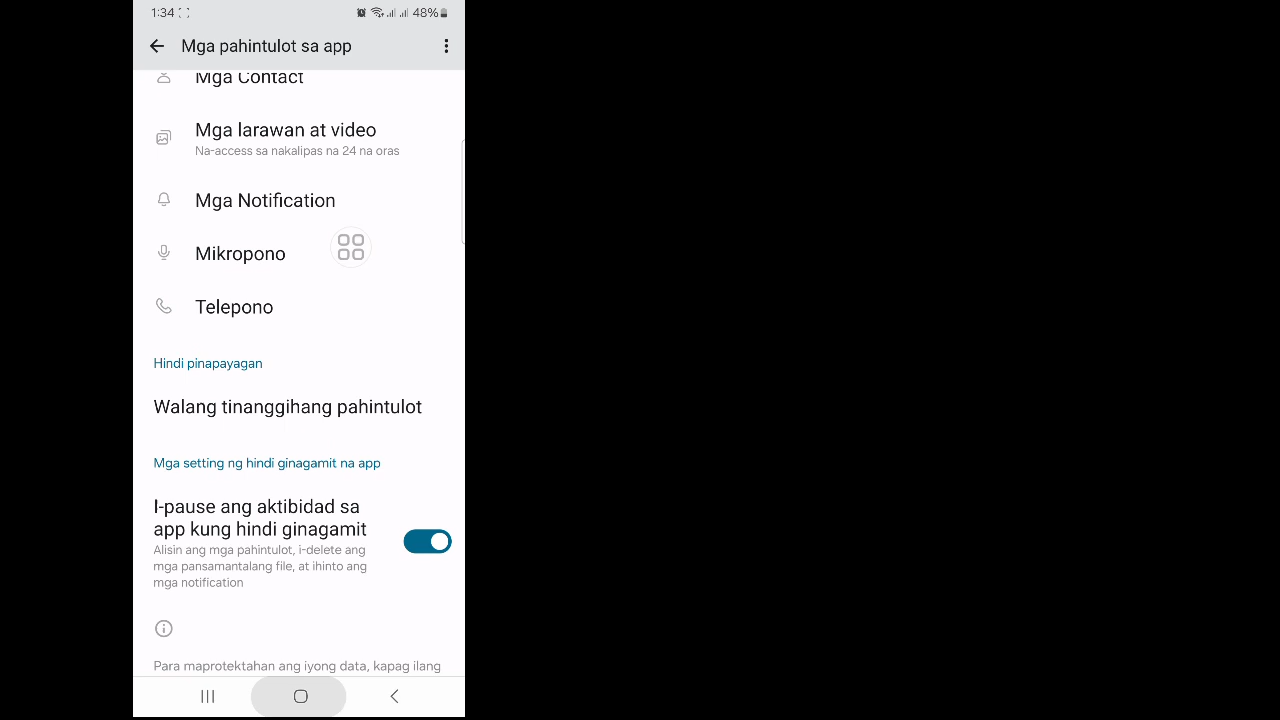 1:34
48%
Mga pahintulot sa app
Mga Contact
Mga larawan at video
Na-access sa nakalipas na 24 na oras
Mga Notification
Mikropono
Telepono
Hindi pinapayagan
Walang tinanggihang pahintulot
Mga setting ng hindi ginagamit na app
I-pause ang aktibidad sa
app kung hindi ginagamit
Alisin ang mga pahintulot, i-delete ang
mga pansamantalang file, at ihinto ang
mga notification
Para maprotektahan ang iyong data, kapag ilang